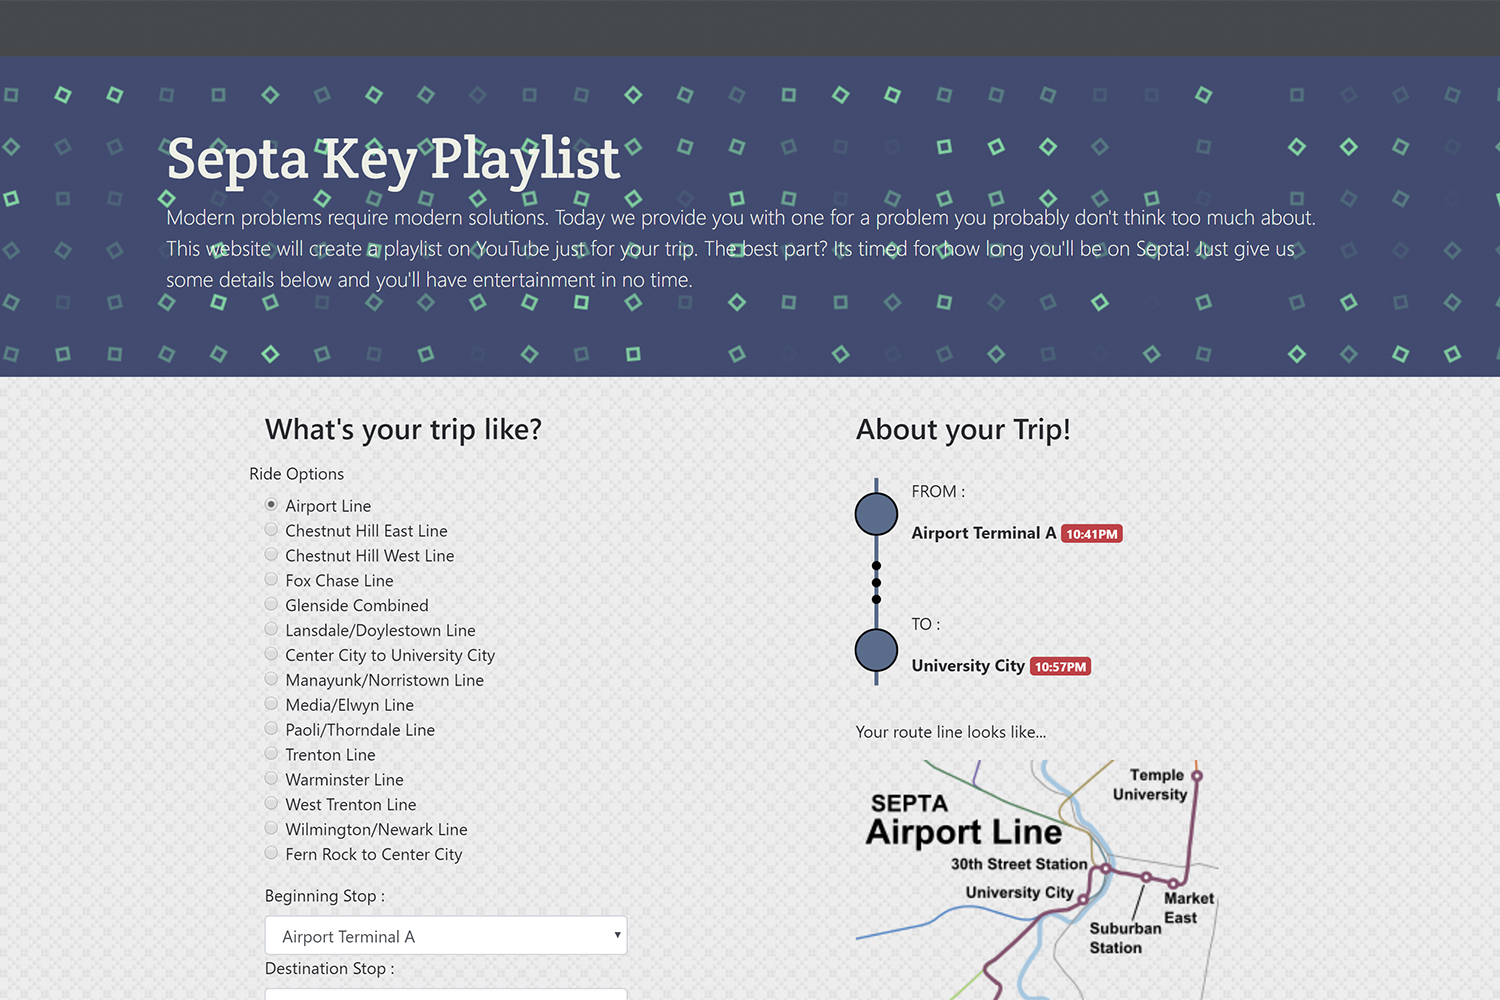 Septa Key Playlist
Modern problems require modern solutions. Today we provide you with one for a problem you probably don't think too much about.
This website will create a playlist on YouTube just for your trip. The best part? Its timed for how long you'll be on Septa! Just give us
some details below and you'll have entertainment in no time.
What's your trip like?
Ride Options
Airport Line
Chestnut Hill East Line
Chestnut Hill West Line
Fox Chase Line
Glenside Combined
Lansdale/Doylestown Line
Center City to University City
Manayunk/Norristown Line
Media/Elwyn Line
Paoli/Thorndale Line
Trenton Line
Warminster Line
West Trenton Line
Wilmington/Newark Line
Fern Rock to Center City
Beginning Stop :
Airport Terminal A
Destination Stop :
About your Trip!
FROM :
Airport Terminal A 10:41PM
TO :
University City 10:57PM
Your route line looks like...
SEPTA
Airport Line
Temple
University
30th Street Station
University City
Market
East
Suburban
Station